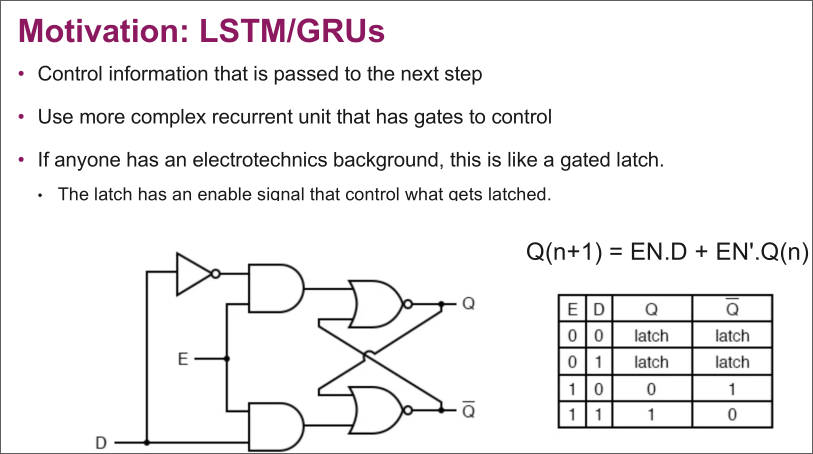 Motivation: LSTM/GRUs
• Control information that is passed to the next step
• Use more complex recurrent unit that has gates to control
• If anyone has an electrotechnics background, this is like a gated latch.
• The latch has an enable signal that control what gets latched.
Q(n+1) = EN.D + EN'.Q(n)
Q
E
Q̅
D
E D Q Q̅
0 0 latch latch
0 1 latch latch
1 0 0 1
1 1 1 0